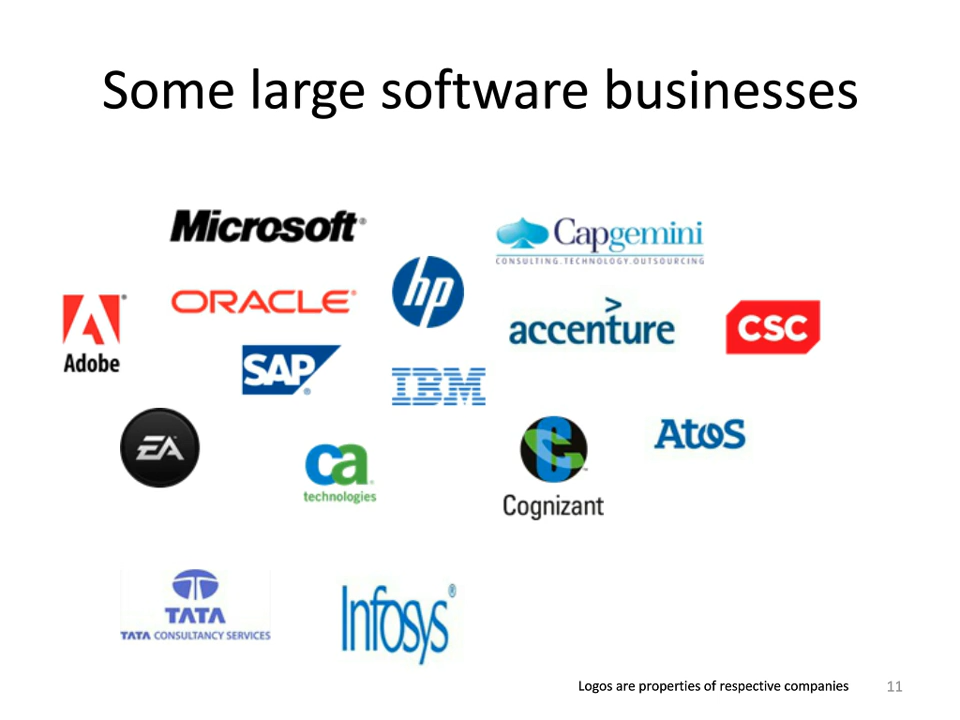 Some large software businesses
Microsoft®
Capgemini
CONSULTING.TECHNOLOGY.OUTSOURCING
hp
ORACLE®
Adobe®
>
accenture
CSC
SAP®
IBM
EA™
ca.
technologies
Cognizant
Atos
TATA
TATA CONSULTANCY SERVICES
Infosys®
Logos are properties of respective companies
11